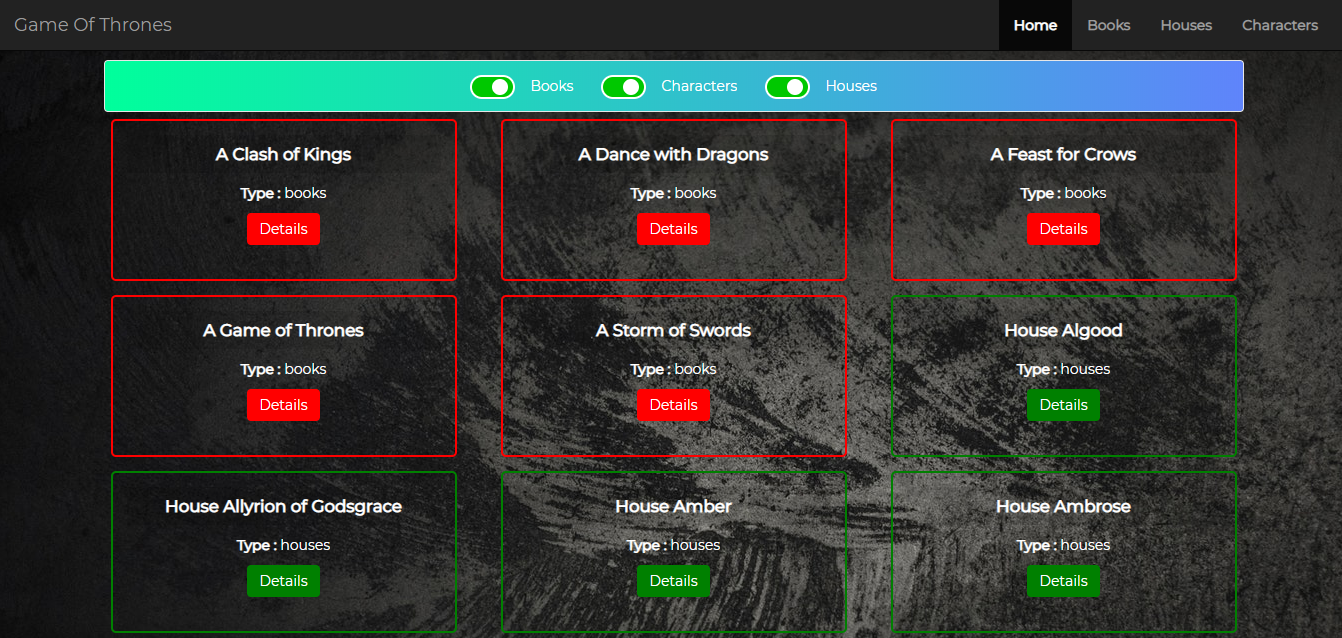 Game Of Thrones Home Books Houses Characters
Books Characters Houses
A Clash of Kings A Dance with Dragons A Feast for Crows
Type : books Type : books Type : books
Details Details Details
A Game of Thrones A Storm of Swords House Algood
Type : books Type : books Type : houses
Details Details Details
House Allyrion of Godsgrace House Amber House Ambrose
Type : houses Type : houses Type : houses
Details Details Details